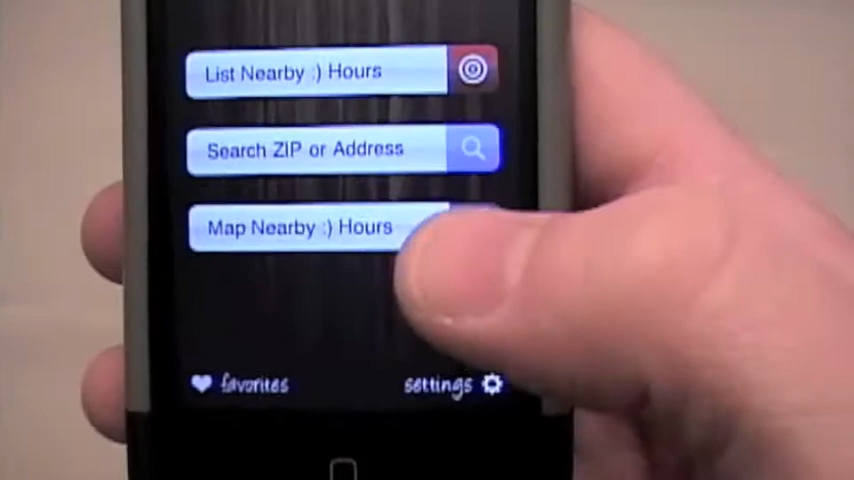 List Nearby :) Hours
Search ZIP or Address
Map Nearby :) Hours
favorites
settings